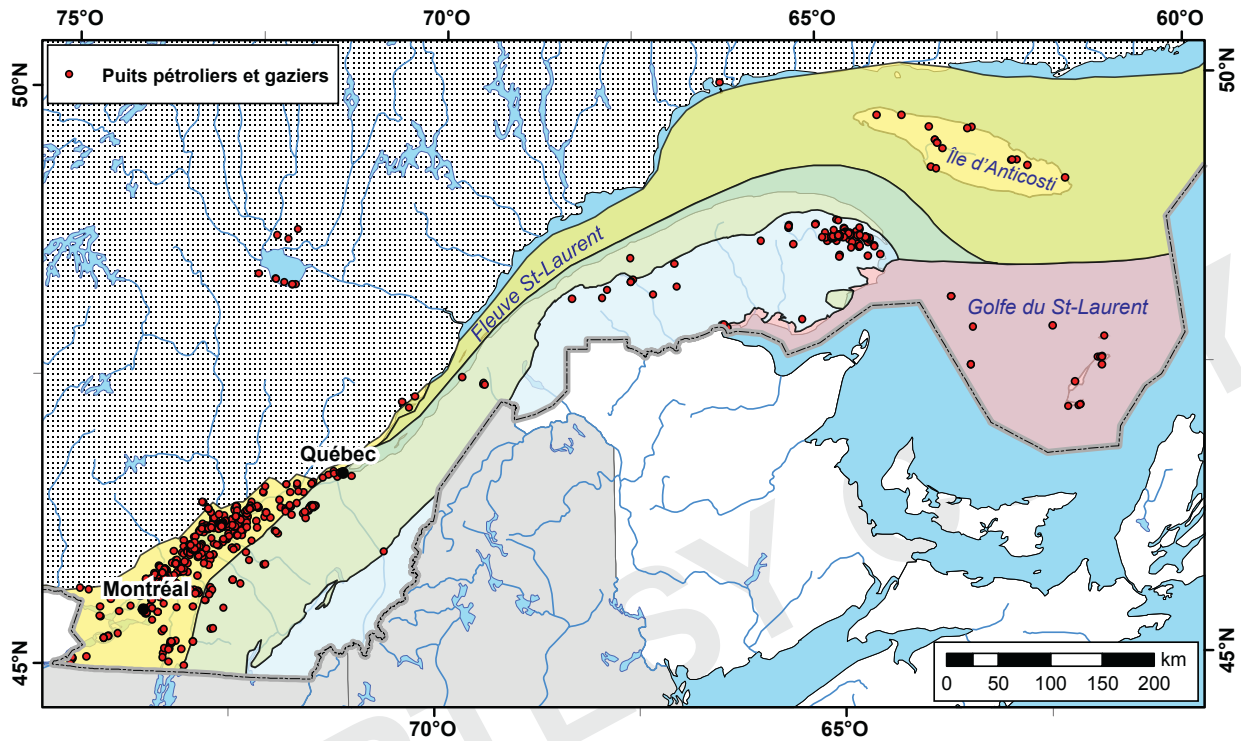 75°O
70°O
65°O
60°O
50°N
50°N
Puits pétroliers et gaziers
Île d'Anticosti
Fleuve St-Laurent
Golfe du St-Laurent
Québec
Montréal
45°N
45°N
km
0 50 100 150 200
70°O
65°O